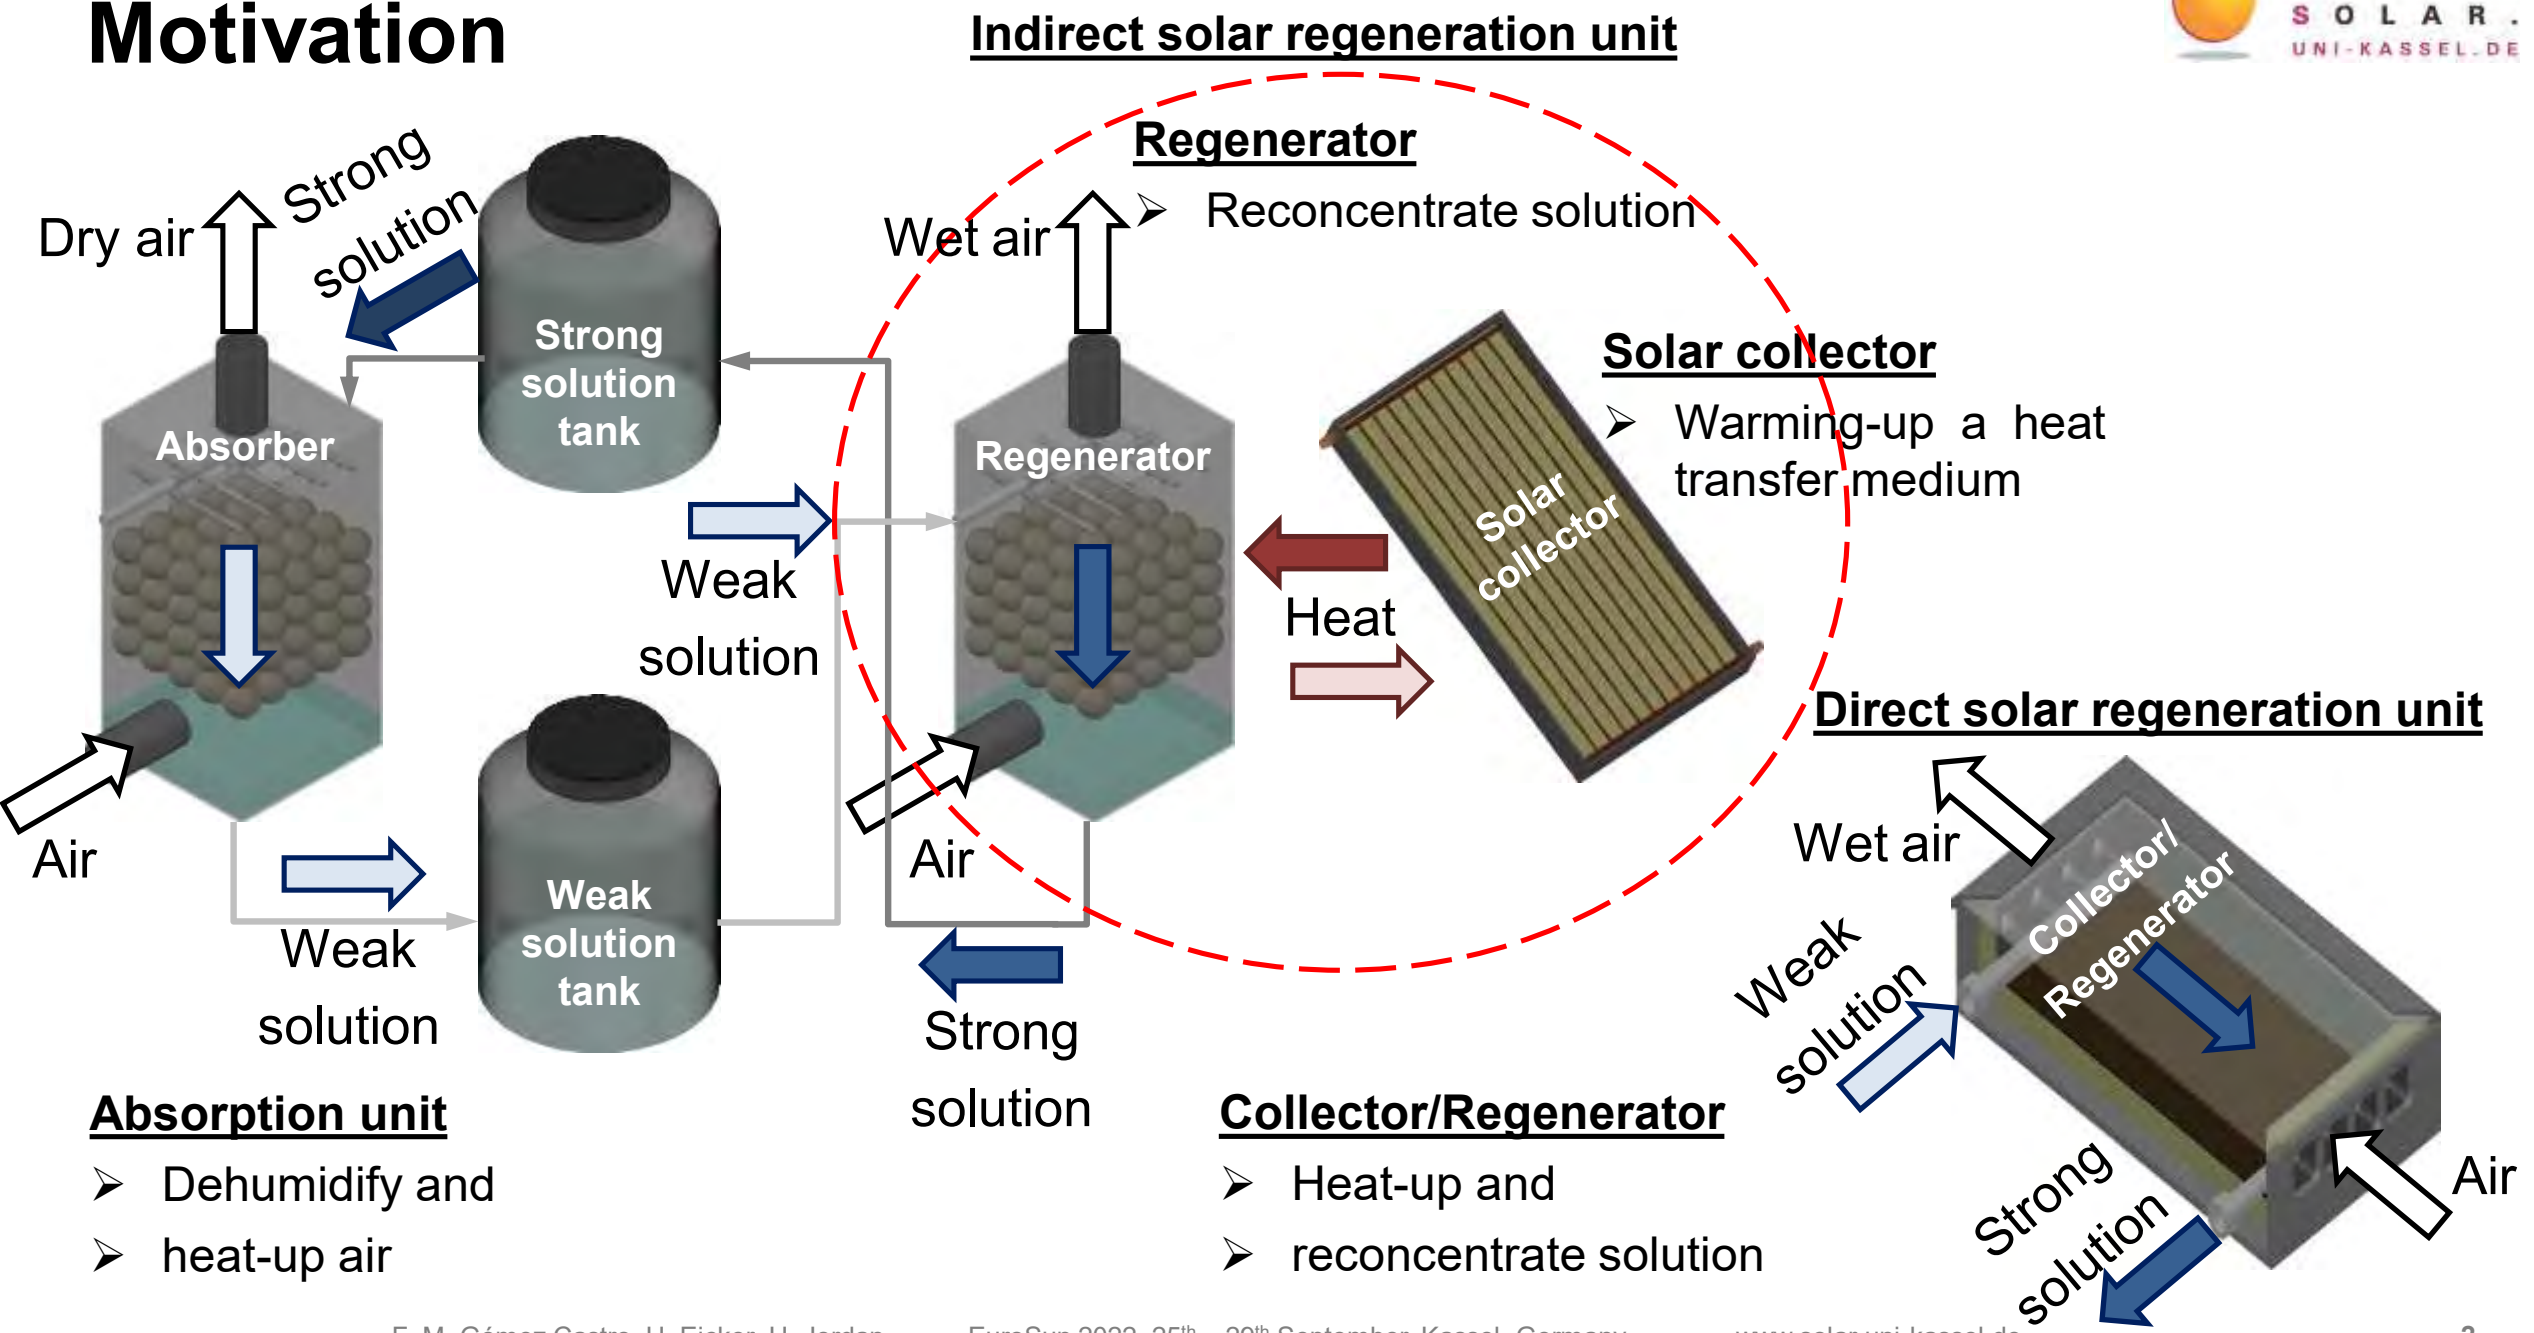 Motivation
Indirect solar regeneration unit
SOLAR.
UNI-KASSEL.DE
Regenerator
➢ Reconcentrate solution
Dry air
Strong
solution
Strong
solution
tank
Wet air
Absorber
Regenerator
Solar collector
➢ Warming-up a heat
transfer medium
Solar
collector
Weak
solution
Heat
Air
Weak
solution
Weak
solution
tank
Air
Strong
solution
Direct solar regeneration unit
Wet air
Collector/
Regenerator
Weak
solution
Strong
solution
Air
Absorption unit
➢ Dehumidify and
➢ heat-up air
Collector/Regenerator
➢ Heat-up and
➢ reconcentrate solution